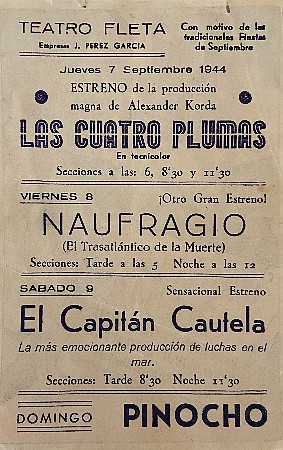 TEATRO FLETA
Empresa J. PEREZ GARCIA
Con motivo de las
tradicionales Fiestas
de Septiembre
Jueves 7 Septiembre 1944
ESTRENO de la producción
magna de Alexander Korda
LAS CUATRO PLUMAS
En tecnicolor
Secciones a las: 6, 8'30 y 11'30
VIERNES 8 ¡Otro Gran Estreno!
NAUFRAGIO
(El Trasatlántico de la Muerte)
Secciones: Tarde a las 5 Noche a las 12
SABADO 9 Sensacional Estreno
El Capitán Cautela
La más emocionante producción de luchas en el
mar.
Secciones: Tarde 8'30 Noche 11'30
DOMINGO PINOCHO